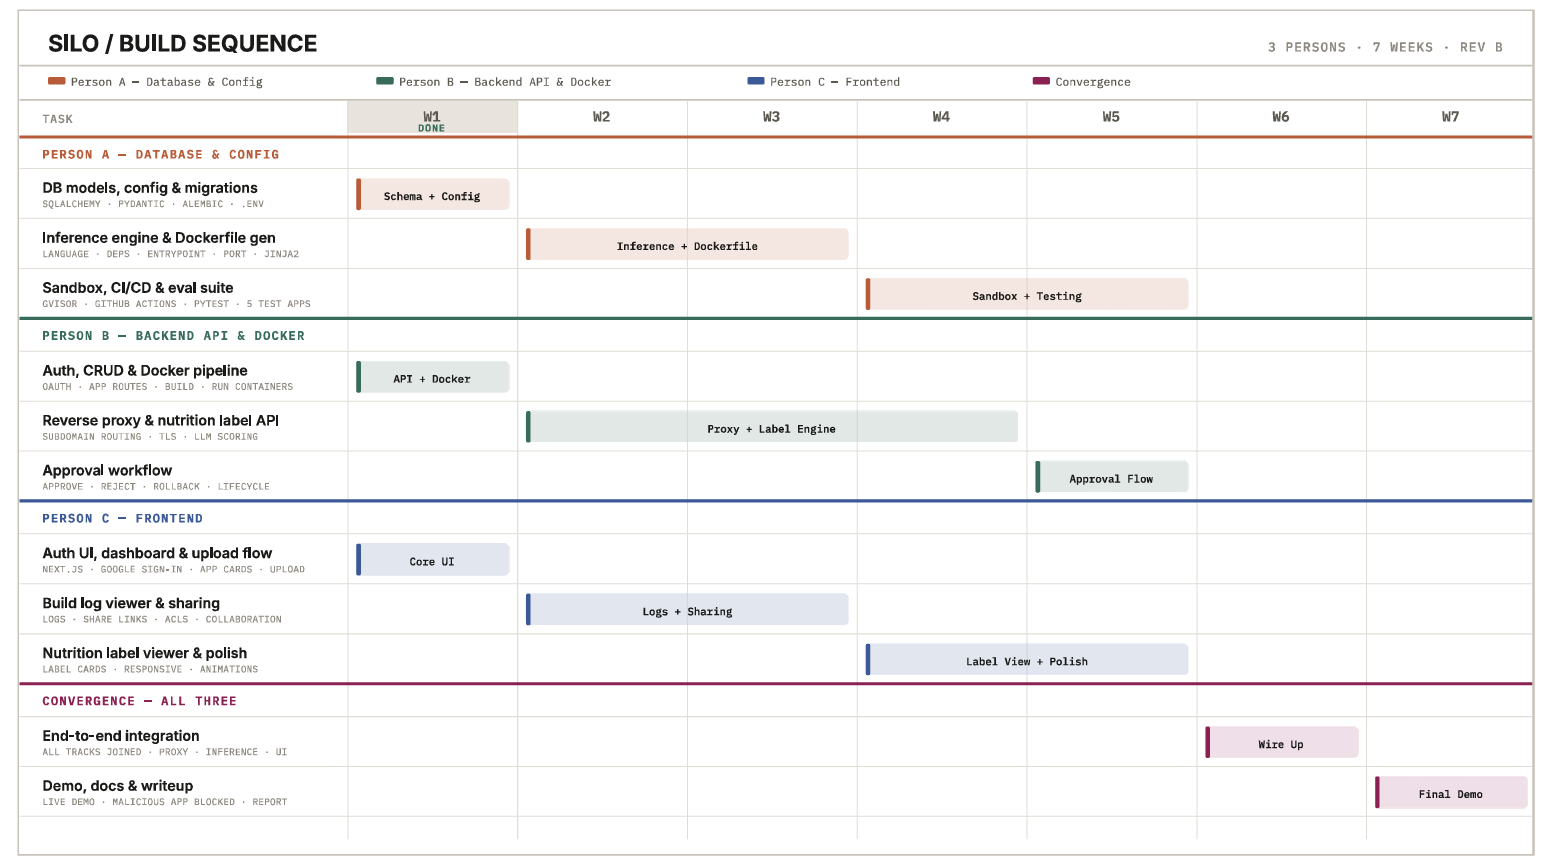 SILO / BUILD SEQUENCE
3 PERSONS · 7 WEEKS · REV B
Person A — Database & Config
Person B — Backend API & Docker
Person C — Frontend
Convergence
TASK
W1
DONE
W2
W3
W4
W5
W6
W7
PERSON A — DATABASE & CONFIG
DB models, config & migrations
SQLALCHEMY · PYDANTIC · ALEMBIC · .ENV
Schema + Config
Inference engine & Dockerfile gen
LANGUAGE · DEPS · ENTRYPOINT · PORT · JINJA2
Inference + Dockerfile
Sandbox, CI/CD & eval suite
GVISOR · GITHUB ACTIONS · PYTEST · 5 TEST APPS
Sandbox + Testing
PERSON B — BACKEND API & DOCKER
Auth, CRUD & Docker pipeline
OAUTH · APP ROUTES · BUILD · RUN CONTAINERS
API + Docker
Reverse proxy & nutrition label API
SUBDOMAIN ROUTING · TLS · LLM SCORING
Proxy + Label Engine
Approval workflow
APPROVE · REJECT · ROLLBACK · LIFECYCLE
Approval Flow
PERSON C — FRONTEND
Auth UI, dashboard & upload flow
NEXT.JS · GOOGLE SIGN-IN · APP CARDS · UPLOAD
Core UI
Build log viewer & sharing
LOGS · SHARE LINKS · ACLS · COLLABORATION
Logs + Sharing
Nutrition label viewer & polish
LABEL CARDS · RESPONSIVE · ANIMATIONS
Label View + Polish
CONVERGENCE — ALL THREE
End-to-end integration
ALL TRACKS JOINED · PROXY · INFERENCE · UI
Wire Up
Demo, docs & writeup
LIVE DEMO · MALICIOUS APP BLOCKED · REPORT
Final Demo